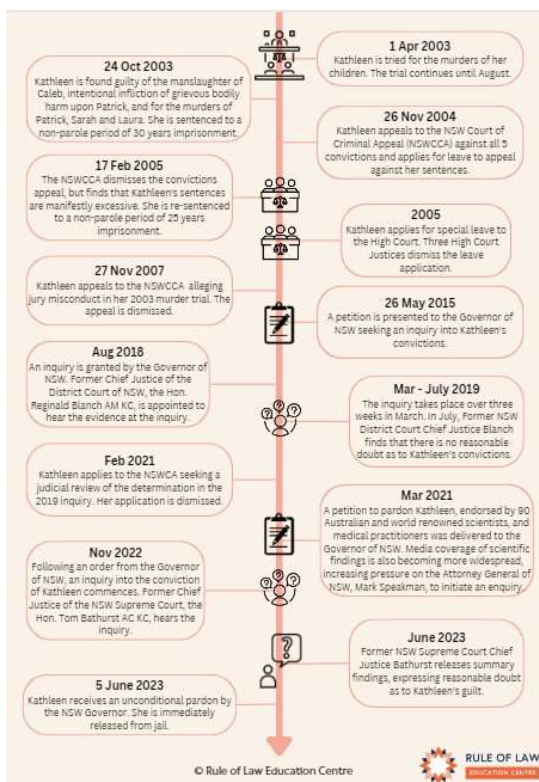 1 Apr 2003
Kathleen is tried for the murders of her
children. The trial continues until August.
24 Oct 2003
Kathleen is found guilty of the manslaughter of
Caleb, intentional infliction of grievous bodily
harm upon Patrick, and for the murders of
Patrick, Sarah and Laura. She is sentenced to a
non-parole period of 30 years imprisonment.
26 Nov 2004
Kathleen appeals to the NSW Court of
Criminal Appeal (NSWCCA) against all 5
convictions and applies for leave to appeal
against her sentences.
17 Feb 2005
The NSWCCA dismisses the convictions
appeal, but finds that Kathleen's sentences
are manifestly excessive. She is re-sentenced
to a non-parole period of 25 years
imprisonment.
2005
Kathleen applies for special leave to
the High Court. Three High Court
Justices dismiss the leave
application.
27 Nov 2007
Kathleen appeals to the NSWCCA alleging
jury misconduct in her 2003 murder trial. The
appeal is dismissed.
26 May 2015
A petition is presented to the Governor of
NSW seeking an inquiry into Kathleen's
convictions.
Aug 2018
An inquiry is granted by the Governor of
NSW. Former Chief Justice of the
District Court of NSW, the Hon.
Reginald Blanch AM KC, is appointed to
hear the evidence at the inquiry.
Mar - July 2019
The inquiry takes place over three
weeks in March. In July, Former NSW
District Court Chief Justice Blanch
finds that there is no reasonable
doubt as to Kathleen's convictions.
Feb 2021
Kathleen applies to the NSWCA seeking a
judicial review of the determination in the
2019 inquiry. Her application is dismissed.
Mar 2021
A petition to pardon Kathleen, endorsed by 90
Australian and world renowned scientists, and
medical practitioners was delivered to the
Governor of NSW. Media coverage of scientific
findings is also becoming more widespread,
increasing pressure on the Attorney General of
NSW, Mark Speakman, to initiate an enquiry.
Nov 2022
Following an order from the Governor
of NSW, an inquiry into the conviction
of Kathleen commences. Former Chief
Justice of the NSW Supreme Court, the
Hon. Tom Bathurst AC KC, hears the
inquiry.
June 2023
Former NSW Supreme Court Chief
Justice Bathurst releases summary
findings, expressing reasonable doubt
as to Kathleen's guilt.
5 June 2023
Kathleen receives an unconditional pardon by
the NSW Governor. She is immediately
released from jail.
© Rule of Law Education Centre
RULE OF LAW
EDUCATION CENTRE